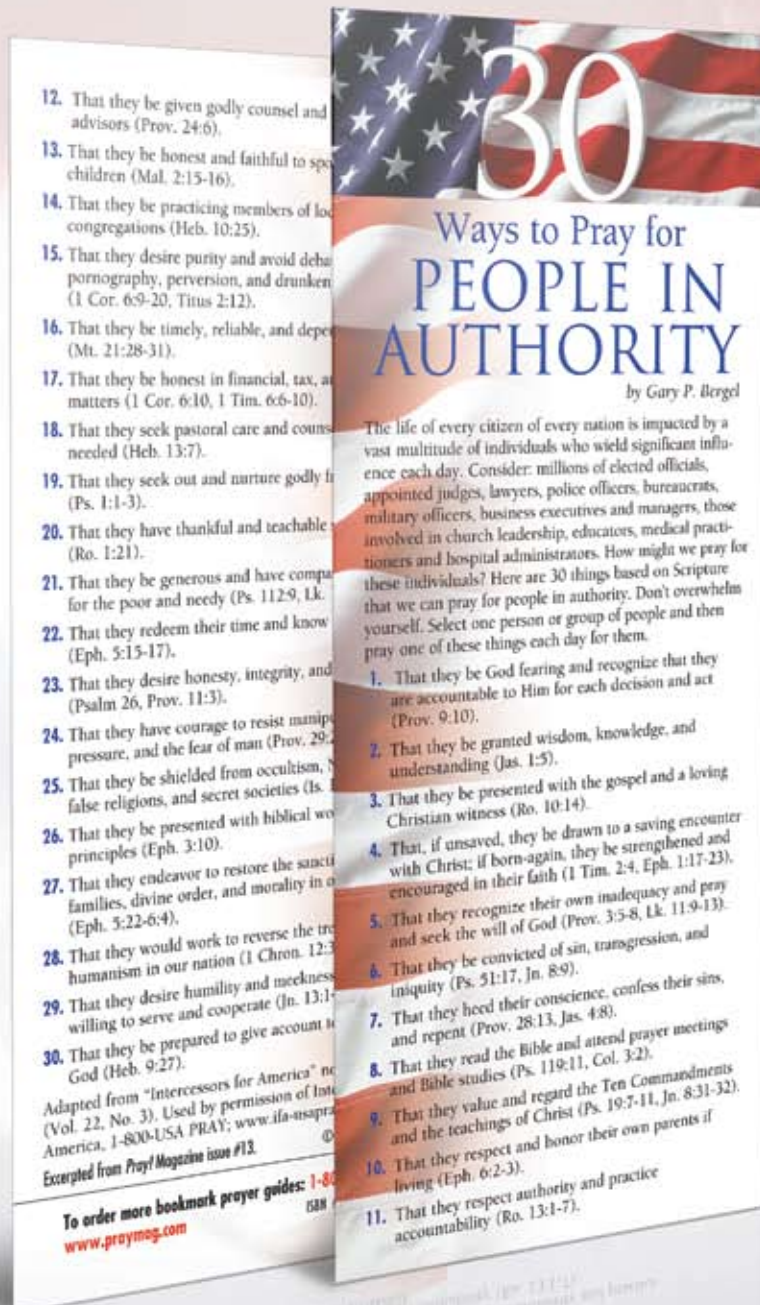 30
Ways to Pray for
PEOPLE IN
AUTHORITY
by Gary P. Bergel
The life of every citizen of every nation is impacted by a
vast multitude of individuals who wield significant influ-
ence each day. Consider: millions of elected officials,
appointed judges, lawyers, police officers, bureaucrats,
military officers, business executives and managers, those
involved in church leadership, educators, medical practi-
tioners and hospital administrators. How might we pray for
these individuals? Here are 30 things based on Scripture
that we can pray for people in authority. Don't overwhelm
yourself. Select one person or group of people and then
pray one of these things each day for them.
1. That they be God fearing and recognize that they
are accountable to Him for each decision and act
(Prov. 9:10).
2. That they be granted wisdom, knowledge, and
understanding (Jas. 1:5).
3. That they be presented with the gospel and a loving
Christian witness (Ro. 10:14).
4. That, if unsaved, they be drawn to a saving encounter
with Christ; if born-again, they be strengthened and
encouraged in their faith (1 Tim. 2:4, Eph. 1:17-23).
5. That they recognize their own inadequacy and pray
and seek the will of God (Prov. 3:5-8, Lk. 11:9-13).
6. That they be convicted of sin, transgression, and
iniquity (Ps. 51:17, Jn. 8:9).
7. That they heed their conscience, confess their sins,
and repent (Prov. 28:13, Jas. 4:8).
8. That they read the Bible and attend prayer meetings
and Bible studies (Ps. 119:11, Col. 3:2).
9. That they value and regard the Ten Commandments
and the teachings of Christ (Ps. 19:7-11, Jn. 8:31-32).
10. That they respect and honor their own parents if
living (Eph. 6:2-3).
11. That they respect authority and practice
accountability (Ro. 13:1-7).
12. That they be given godly counsel and
advisors (Prov. 24:6).
13. That they be honest and faithful to spo
children (Mal. 2:15-16).
14. That they be practicing members of loc
congregations (Heb. 10:25).
15. That they desire purity and avoid deba
pornography, perversion, and drunken
(1 Cor. 6:9-20, Titus 2:12).
16. That they be timely, reliable, and depe
(Mt. 21:28-31).
17. That they be honest in financial, tax, a
matters (1 Cor. 6:10, 1 Tim. 6:6-10).
18. That they seek pastoral care and couns
needed (Heb. 13:7).
19. That they seek out and nurture godly fr
(Ps. 1:1-3).
20. That they have thankful and teachable
(Ro. 1:21).
21. That they be generous and have compa
for the poor and needy (Ps. 112:9, Lk.
22. That they redeem their time and know
(Eph. 5:15-17).
23. That they desire honesty, integrity, and
(Psalm 26, Prov. 11:3).
24. That they have courage to resist manipu
pressure, and the fear of man (Prov. 29:2
25. That they be shielded from occultism, N
false religions, and secret societies (Is.
26. That they be presented with biblical wo
principles (Eph. 3:10).
27. That they endeavor to restore the sancti
families, divine order, and morality in o
(Eph. 5:22-6:4).
28. That they would work to reverse the tre
humanism in our nation (1 Chron. 12:3
29. That they desire humility and meekness
willing to serve and cooperate (Jn. 13:1-
30. That they be prepared to give account to
God (Heb. 9:27).
Adapted from "Intercessors for America" ne
(Vol. 22, No. 3). Used by permission of Inte
America, 1-800-USA PRAY; www.ifa-usapra
Excerpted from Pray! Magazine issue #13. ©
To order more bookmark prayer guides: 1-80
www.praymag.com ISBN